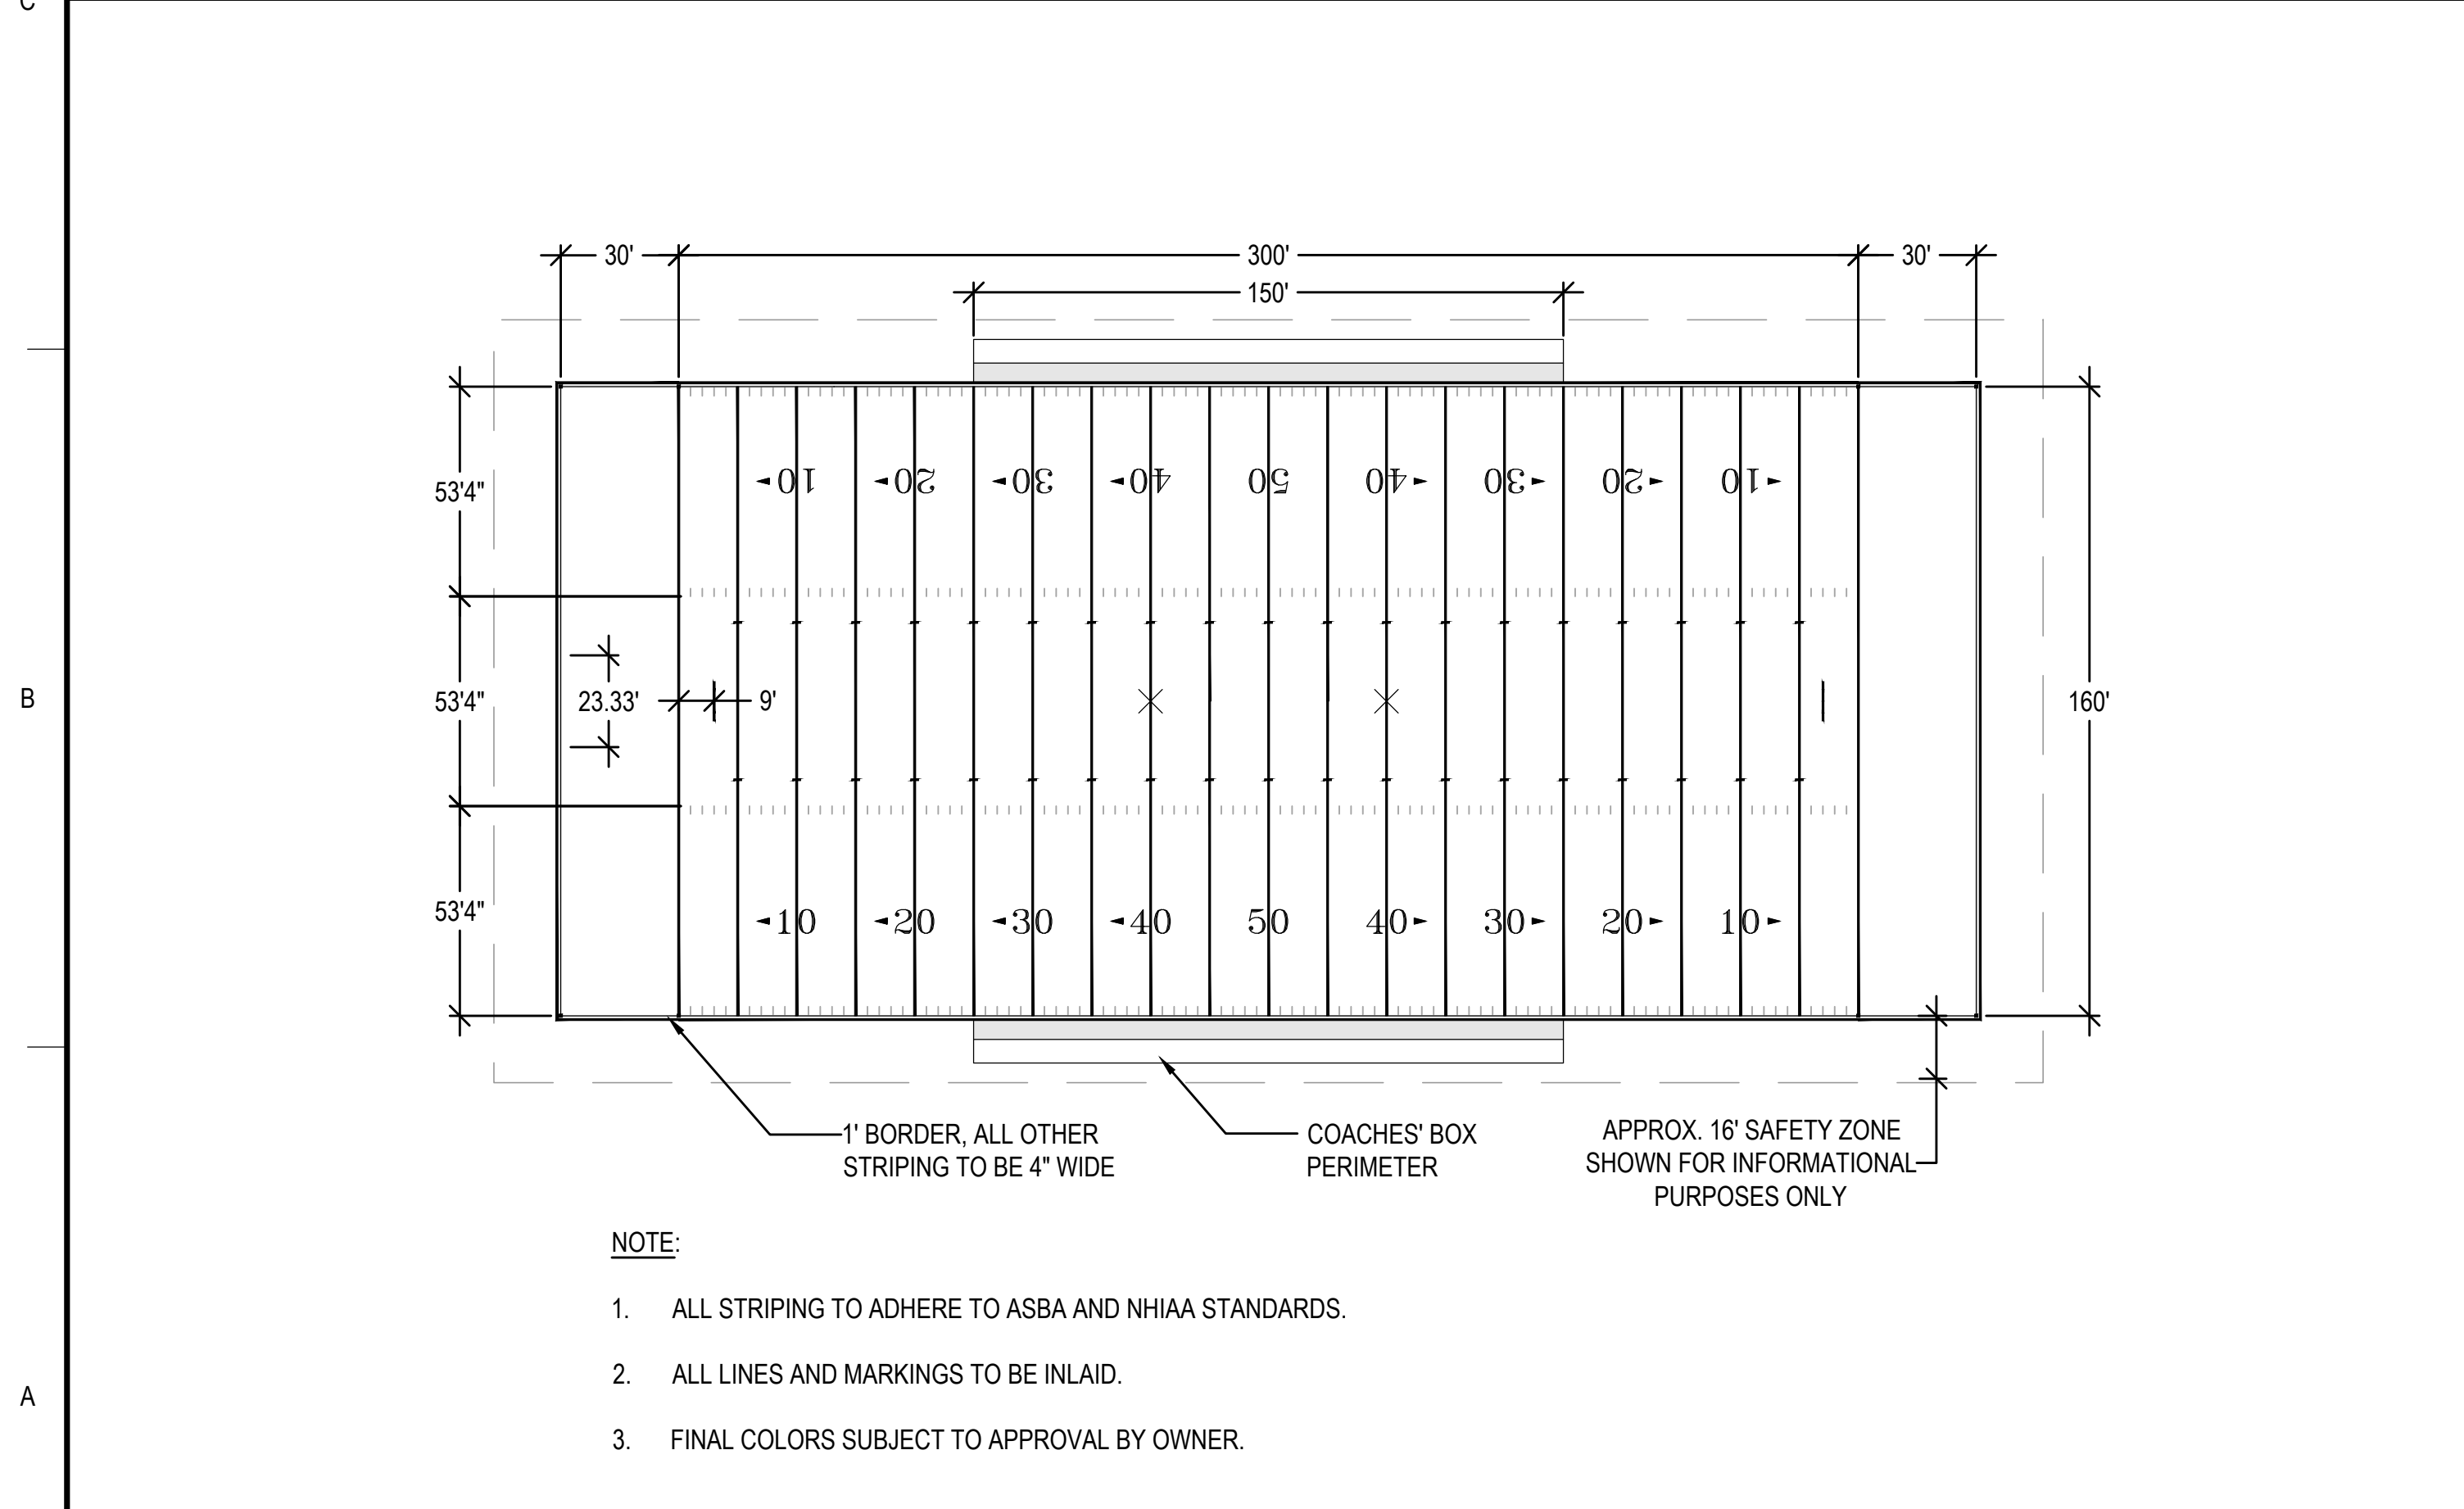 C
30' 300' 30'
150'
10 20 30 40 50 40 30 20 10
53'4"
53'4"
53'4"
23.33'
9'
B
160'
10 20 30 40 50 40 30 20 10
1' BORDER, ALL OTHER
STRIPING TO BE 4" WIDE
COACHES' BOX
PERIMETER
APPROX. 16' SAFETY ZONE
SHOWN FOR INFORMATIONAL
PURPOSES ONLY
NOTE:
1. ALL STRIPING TO ADHERE TO ASBA AND NHIAA STANDARDS.
2. ALL LINES AND MARKINGS TO BE INLAID.
A
3. FINAL COLORS SUBJECT TO APPROVAL BY OWNER.